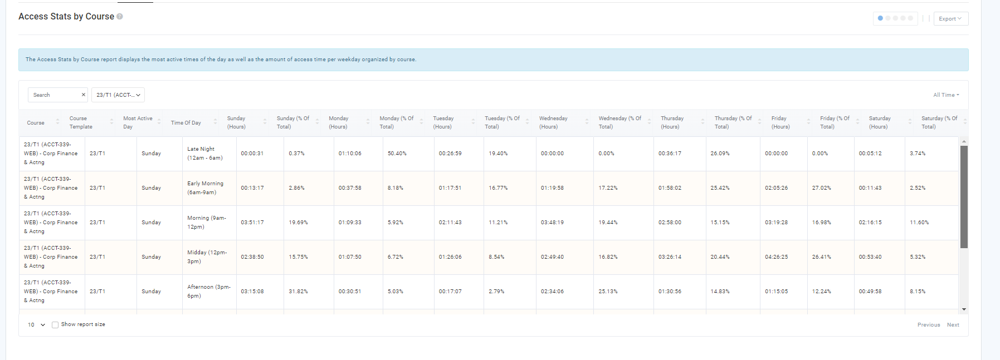 Access Stats by Course
Export
The Access Stats by Course report displays the most active times of the day as well as the amount of access time per weekday organized by course.
Search × 23/T1 (ACCT-... All Time
Course Course Template Most Active Day Time Of Day Sunday (Hours) Sunday (% Of Total) Monday (Hours) Monday (% Of Total) Tuesday (Hours) Tuesday (% Of Total) Wednesday (Hours) Wednesday (% Of Total) Thursday (Hours) Thursday (% Of Total) Friday (Hours) Friday (% Of Total) Saturday (Hours) Saturday (% Of Total)
23/T1 (ACCT-339-WEB) - Corp Finance & Actng 23/T1 Sunday Late Night (12am - 6am) 00:00:31 0.37% 01:10:06 50.40% 00:26:59 19.40% 00:00:00 0.00% 00:36:17 26.09% 00:00:00 0.00% 00:05:12 3.74%
23/T1 (ACCT-339-WEB) - Corp Finance & Actng 23/T1 Sunday Early Morning (6am-9am) 00:13:17 2.86% 00:37:58 8.18% 01:17:51 16.77% 01:19:58 17.22% 01:58:02 25.42% 02:05:26 27.02% 00:11:43 2.52%
23/T1 (ACCT-339-WEB) - Corp Finance & Actng 23/T1 Sunday Morning (9am-12pm) 03:51:17 19.69% 01:09:33 5.92% 02:11:43 11.21% 03:48:19 19.44% 02:58:00 15.15% 03:19:28 16.98% 02:16:15 11.60%
23/T1 (ACCT-339-WEB) - Corp Finance & Actng 23/T1 Sunday Midday (12pm-3pm) 02:38:50 15.75% 01:07:50 6.72% 01:26:06 8.54% 02:49:40 16.82% 03:26:14 20.44% 04:26:25 26.41% 00:53:40 5.32%
23/T1 (ACCT-339-WEB) - Corp Finance & Actng 23/T1 Sunday Afternoon (3pm-6pm) 03:15:08 31.82% 00:30:51 5.03% 00:17:07 2.79% 02:34:06 25.13% 01:30:56 14.83% 01:15:05 12.24% 00:49:58 8.15%
10 Show report size Previous Next